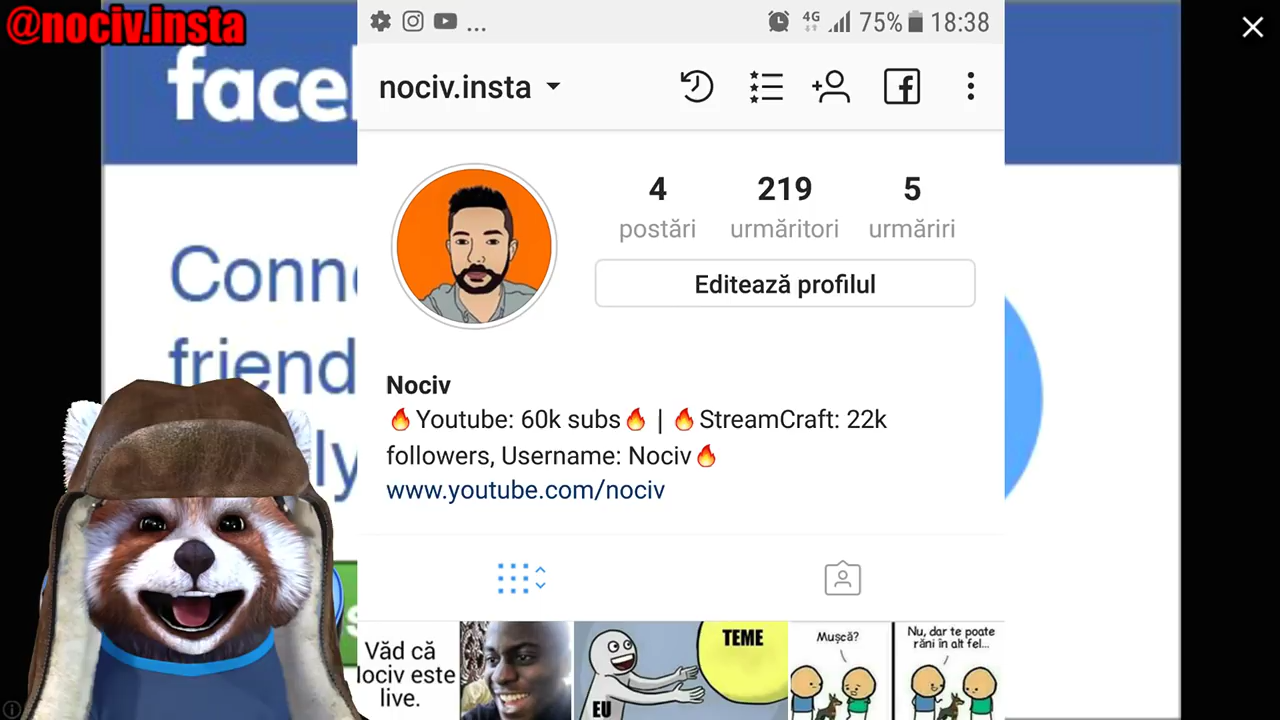 @nociv.insta
...
4G
75%
18:38
nociv.insta
4
219
5
postări
urmăritori
urmăriri
Editează profilul
Nociv
🔥Youtube: 60k subs🔥 | 🔥StreamCraft: 22k
followers, Username: Nociv🔥
www.youtube.com/nociv
Văd că
lociv este
live.
TEME
EU
Mușcă?
Nu, dar te poate
răni în alt fel...
face
Conn
friend
ly